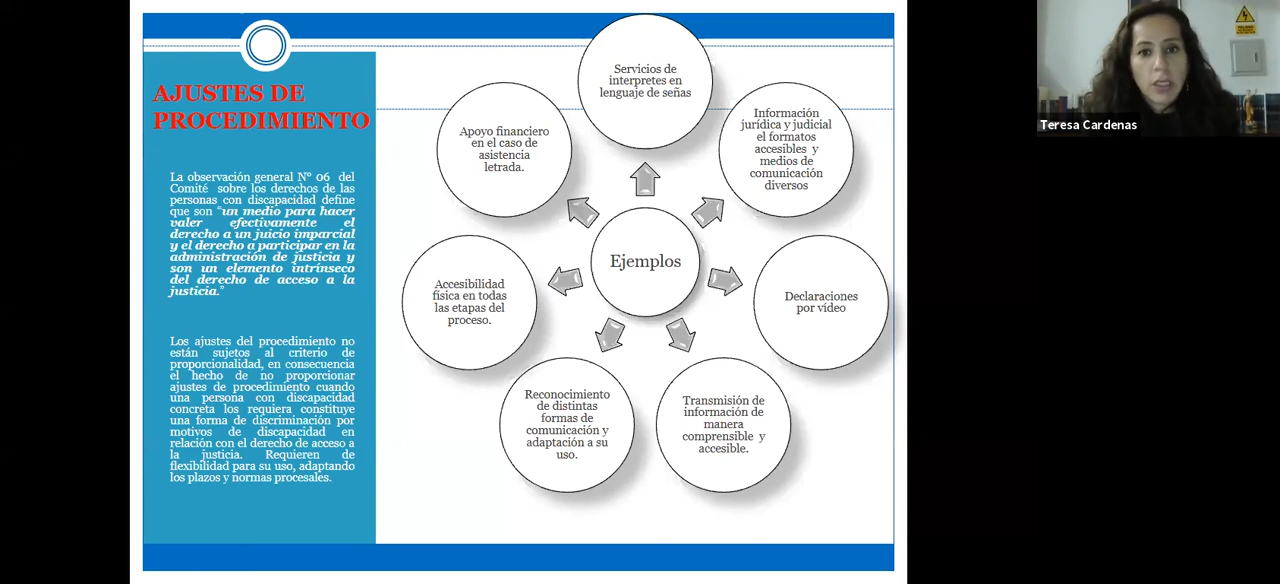 AJUSTES DE
PROCEDIMIENTO
La observación general N° 06 del
Comité sobre los derechos de las
personas con discapacidad define
que son “un medio para hacer
valer efectivamente el
derecho a un juicio imparcial
y el derecho a participar en la
administración de justicia y
son un elemento intrínseco
del derecho de acceso a la
justicia.”
Los ajustes del procedimiento no
están sujetos al criterio de
proporcionalidad, en consecuencia
el hecho de no proporcionar
ajustes de procedimiento cuando
una persona con discapacidad
concreta los requiera constituye
una forma de discriminación por
motivos de discapacidad en
relación con el derecho de acceso a
la justicia. Requieren de
flexibilidad para su uso, adaptando
los plazos y normas procesales.
Ejemplos
Servicios de
interpretes en
lenguaje de señas
Información
jurídica y judicial
el formatos
accesibles y
medios de
comunicación
diversos
Declaraciones
por vídeo
Transmisión de
información de
manera
comprensible y
accesible.
Reconocimiento
de distintas
formas de
comunicación y
adaptación a su
uso.
Accesibilidad
física en todas
las etapas del
proceso.
Apoyo financiero
en el caso de
asistencia
letrada.
Teresa Cardenas